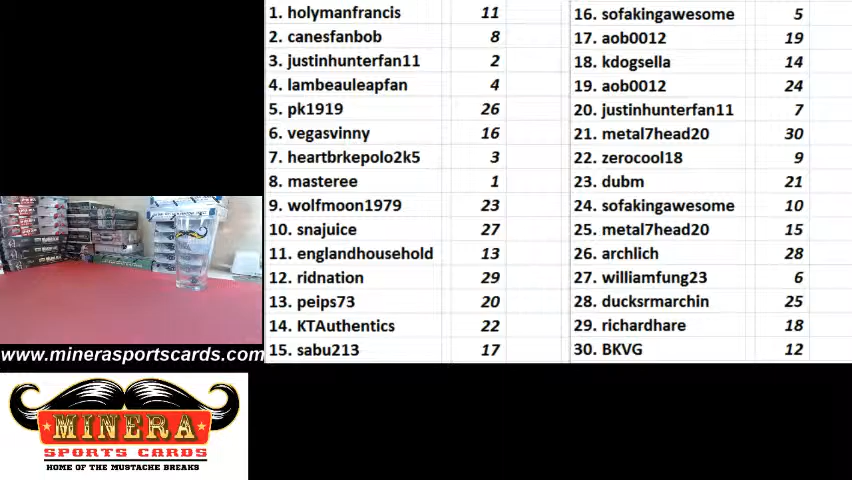 1. holymanfrancis 11
2. canesfanbob 8
3. justinhunterfan11 2
4. lambeauleapfan 4
5. pk1919 26
6. vegasvinny 16
7. heartbrkepolo2k5 3
8. masteree 1
9. wolfmoon1979 23
10. snajuice 27
11. englandhousehold 13
12. ridnation 29
13. peips73 20
14. KTAuthentics 22
15. sabu213 17
16. sofakingawesome 5
17. aob0012 19
18. kdogsella 14
19. aob0012 24
20. justinhunterfan11 7
21. metal7head20 30
22. zerocool18 9
23. dubm 21
24. sofakingawesome 10
25. metal7head20 15
26. archlich 28
27. williamfung23 6
28. ducksrmarchin 25
29. richardhare 18
30. BKVG 12
www.minerasportscards.com
MINERA
SPORTS CARDS
HOME OF THE MUSTACHE BREAKS